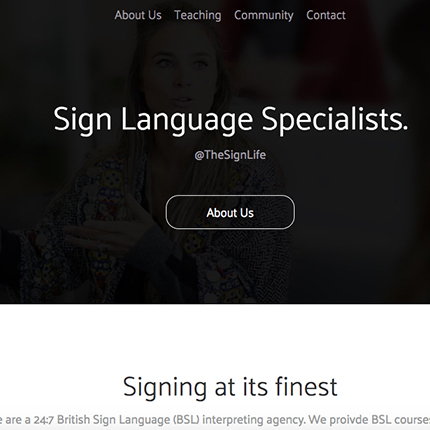 About Us Teaching Community Contact
Sign Language Specialists.
@TheSignLife
About Us
Signing at its finest
e are a 24:7 British Sign Language (BSL) interpreting agency. We proivde BSL courses